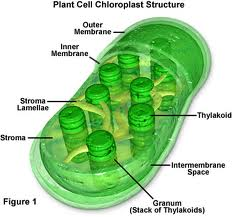 Plant Cell Chloroplast Structure
Outer
Membrane
Inner
Membrane
Stroma
Lamellae
Thylakoid
Stroma
Intermembrane
Space
Granum
(Stack of Thylakoids)
Figure 1